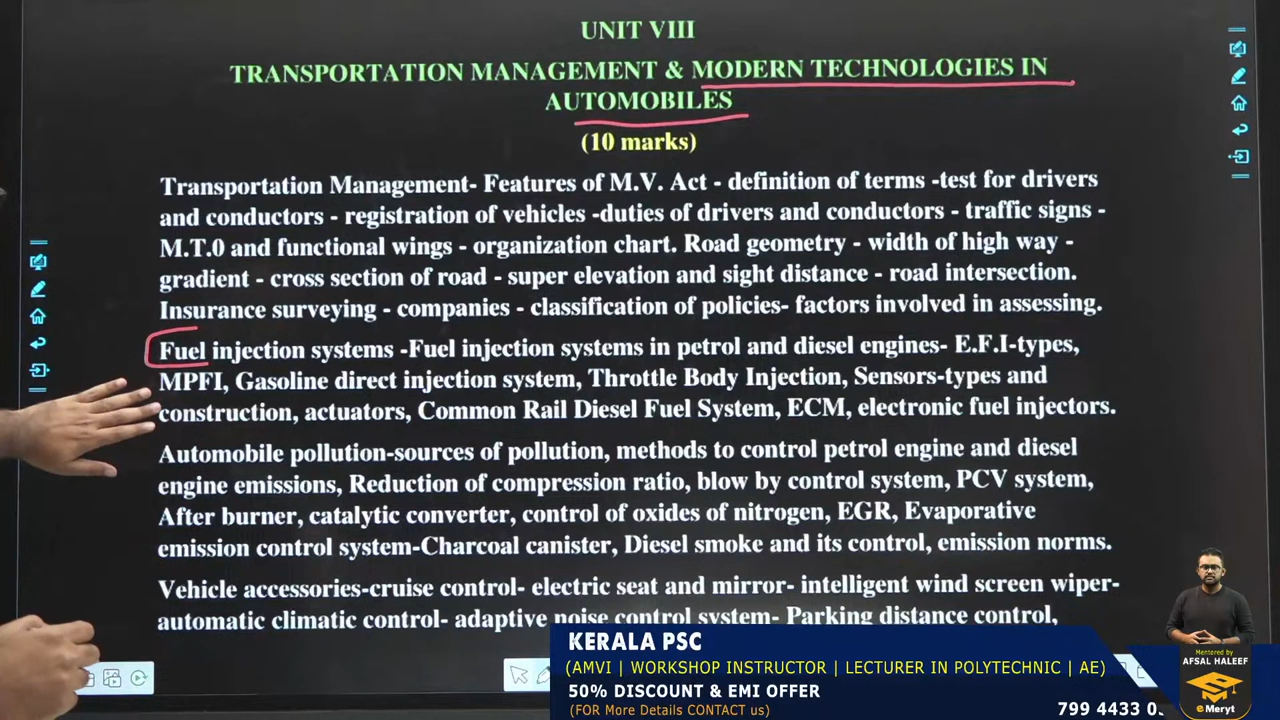 UNIT VIII
TRANSPORTATION MANAGEMENT & MODERN TECHNOLOGIES IN
AUTOMOBILES
(10 marks)
Transportation Management- Features of M.V. Act - definition of terms -test for drivers
and conductors - registration of vehicles -duties of drivers and conductors - traffic signs -
M.T.0 and functional wings - organization chart. Road geometry - width of high way -
gradient - cross section of road - super elevation and sight distance - road intersection.
Insurance surveying - companies - classification of policies- factors involved in assessing.
Fuel injection systems -Fuel injection systems in petrol and diesel engines- E.F.I-types,
MPFI, Gasoline direct injection system, Throttle Body Injection, Sensors-types and
construction, actuators, Common Rail Diesel Fuel System, ECM, electronic fuel injectors.
Automobile pollution-sources of pollution, methods to control petrol engine and diesel
engine emissions, Reduction of compression ratio, blow by control system, PCV system,
After burner, catalytic converter, control of oxides of nitrogen, EGR, Evaporative
emission control system-Charcoal canister, Diesel smoke and its control, emission norms.
Vehicle accessories-cruise control- electric seat and mirror- intelligent wind screen wiper-
automatic climatic control- adaptive noise control system- Parking distance control,
KERALA PSC
(AMVI | WORKSHOP INSTRUCTOR | LECTURER IN POLYTECHNIC | AE)
50% DISCOUNT & EMI OFFER
(FOR More Details CONTACT us)
799 4433 0
Mentored by
AFSAL HALEEF
eMeryt